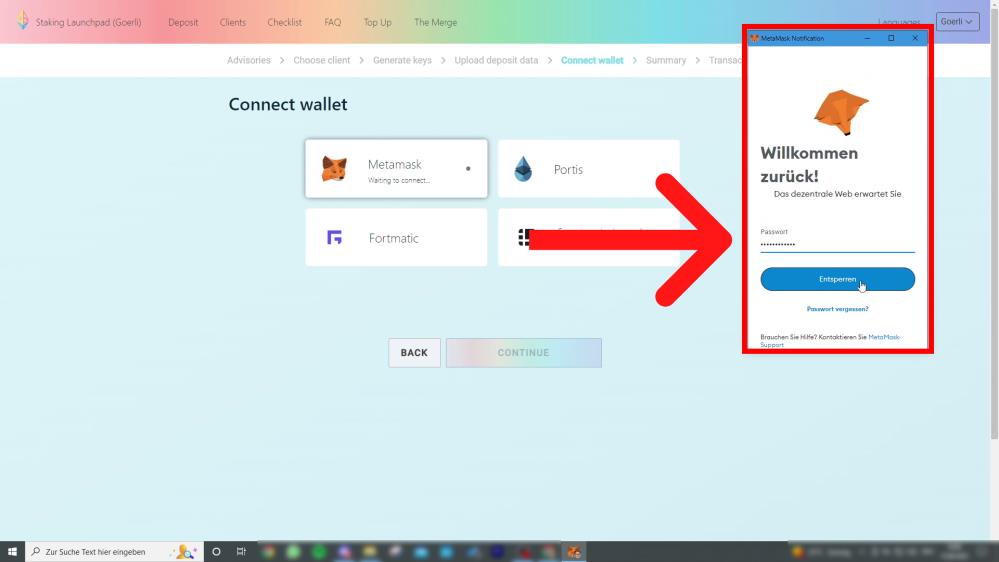 Staking Launchpad (Goerli) Deposit Clients Checklist FAQ Top Up The Merge Languages Goerli
MetaMask Notification
Advisories > Choose client > Generate keys > Upload deposit data > Connect wallet > Summary >
Connect wallet
Metamask
Waiting to connect...
Portis
Fortmatic
BACK
CONTINUE
Willkommen
zurück!
Das dezentrale Web erwartet Sie
Passwort
••••••••••••
Entsperren
Passwort vergessen?
Brauchen Sie Hilfe? Kontaktieren Sie MetaMask-
Support
Zur Suche Text hier eingeben